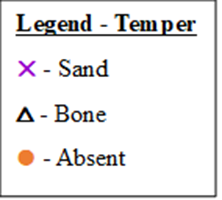 Legend - Temper
- Sand
- Bone
- Absent